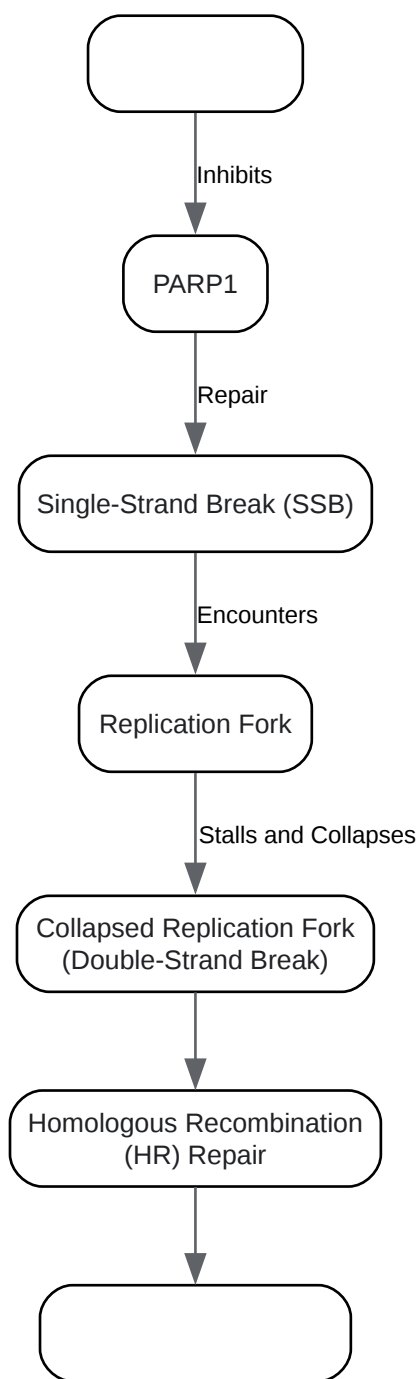 Inhibits
PARP1
Repair
Single-Strand Break (SSB)
Encounters
Replication Fork
Stalls and Collapses
Collapsed Replication Fork
(Double-Strand Break)
Homologous Recombination
(HR) Repair